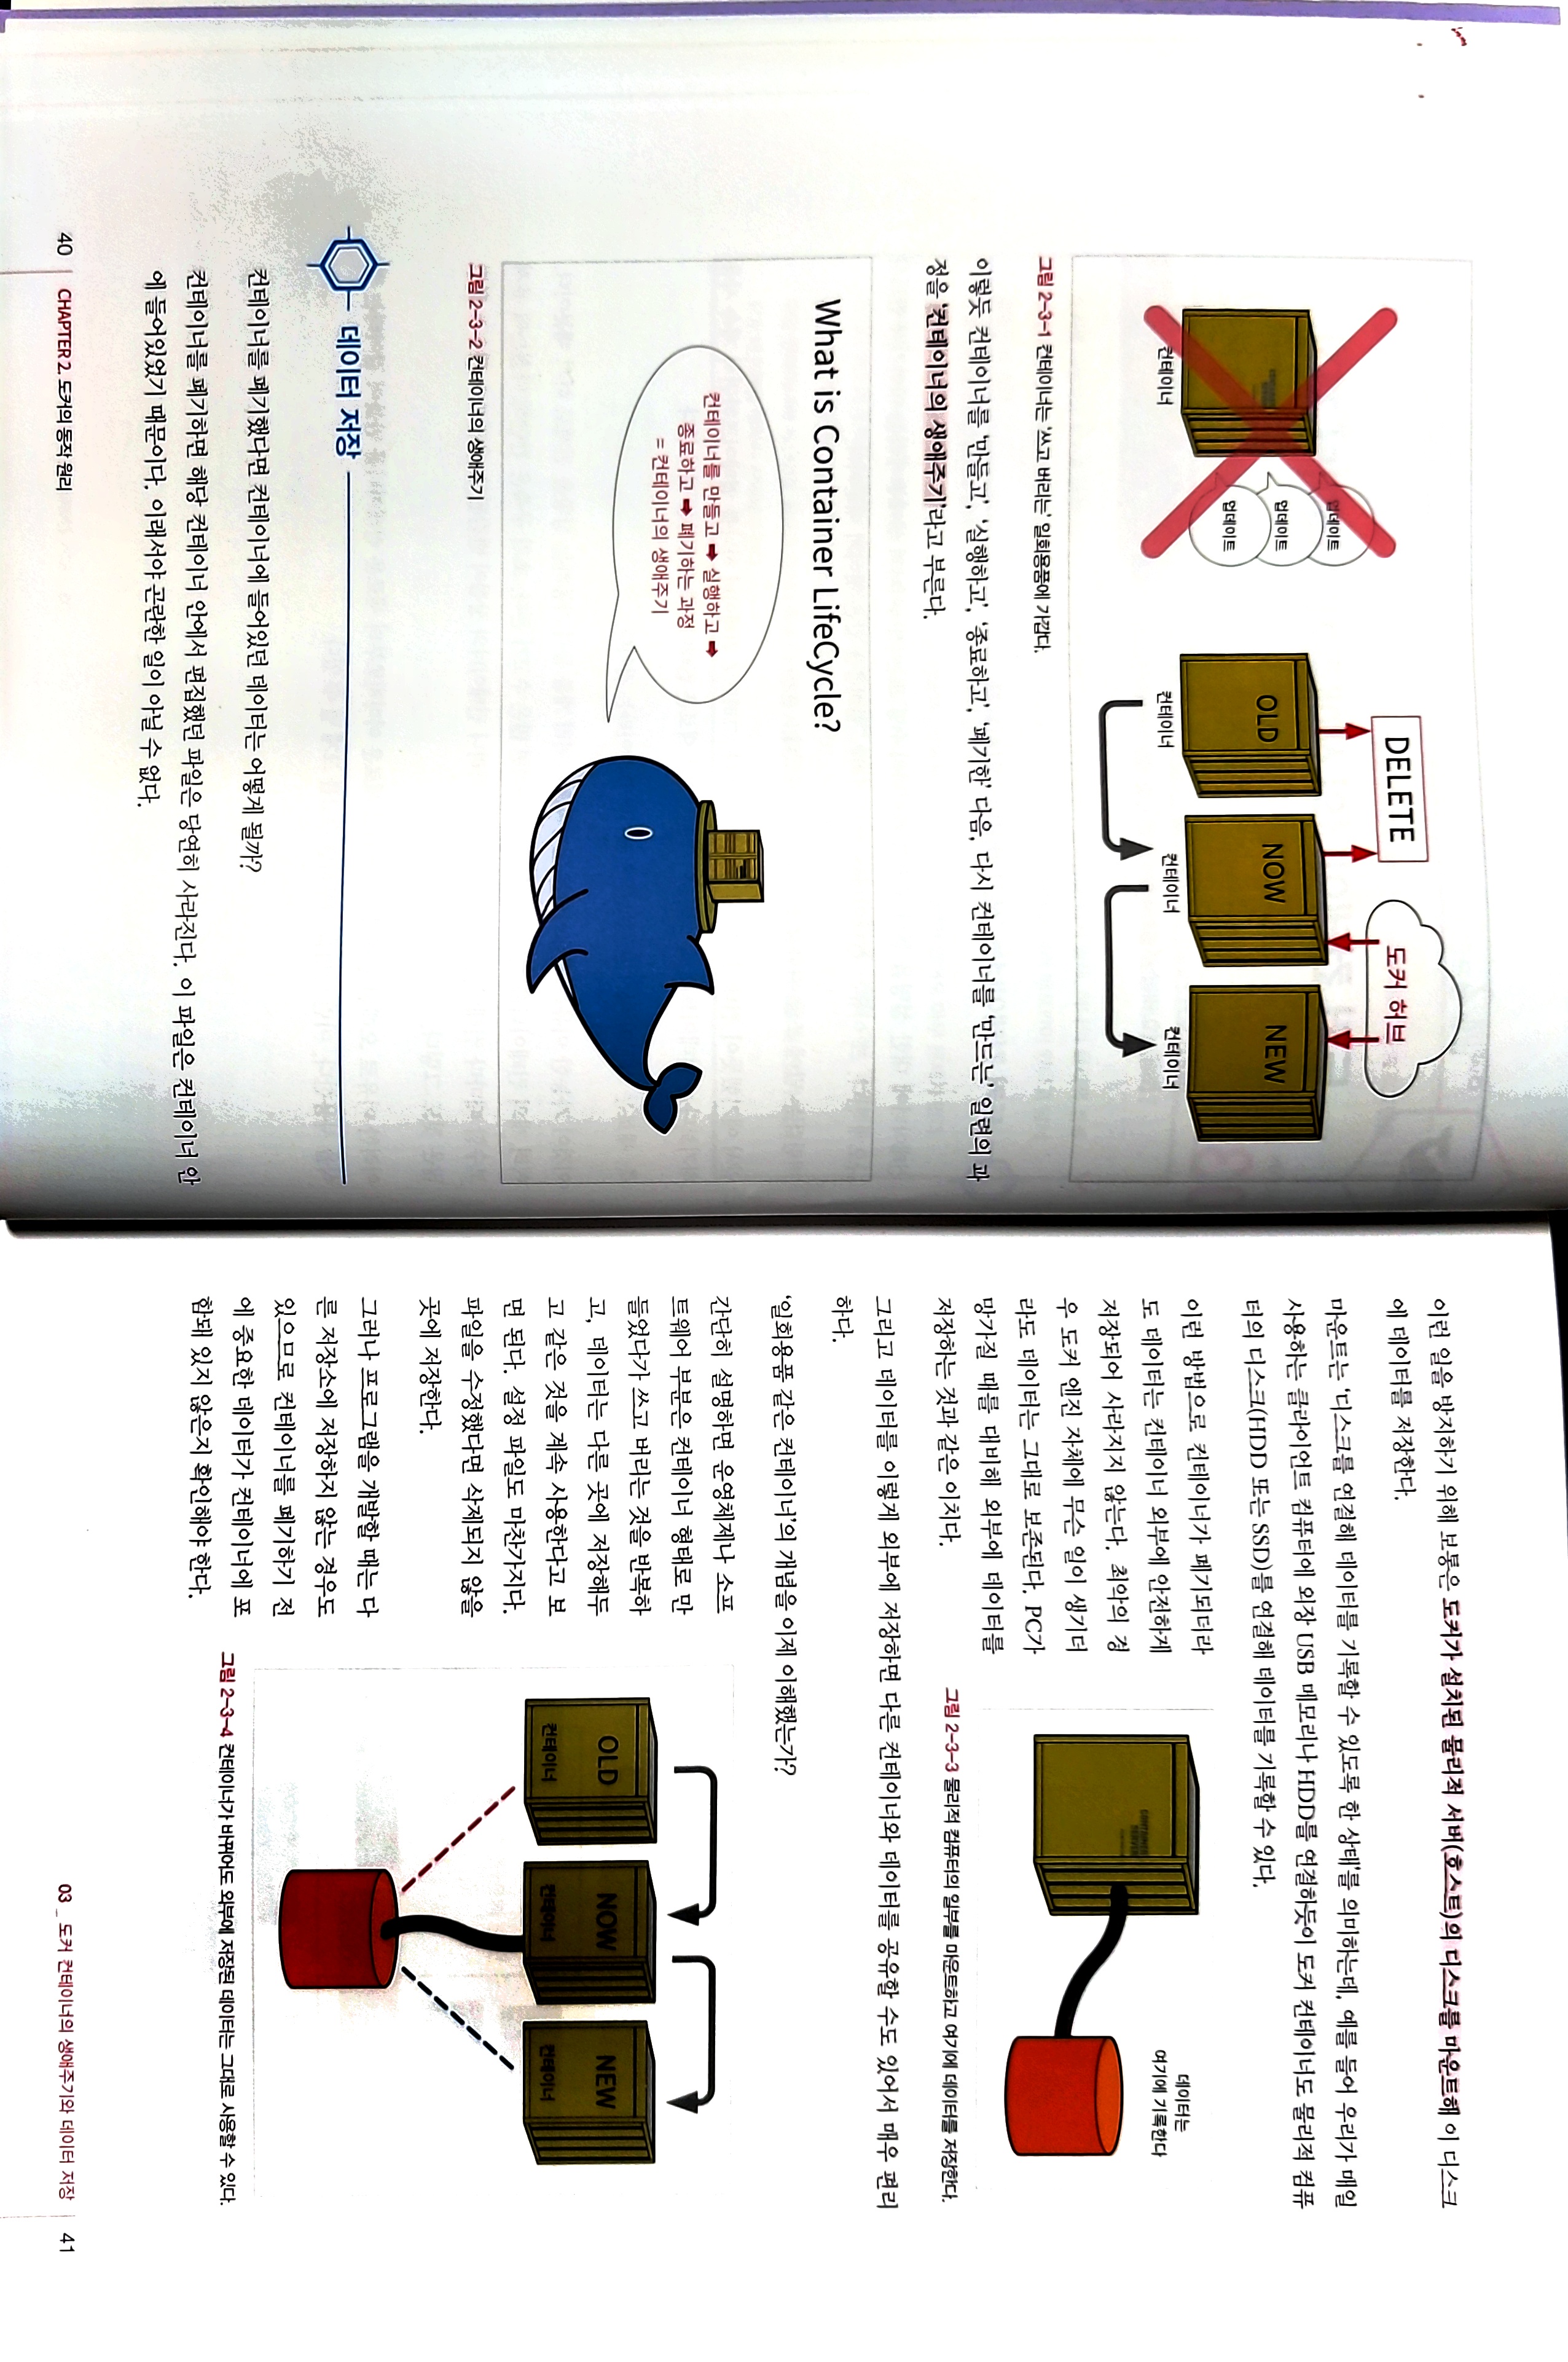 업데이트
업데이트
업데이트
컨테이너
DELETE
도커 허브
OLD
NOW
NEW
컨테이너
컨테이너
컨테이너
그림 2-3-1 컨테이너는 '쓰고 버리는' 일회용품에 가깝다.
이렇듯 컨테이너를 '만들고', '실행하고', '종료하고', '폐기한' 다음, 다시 컨테이너를 '만드는' 일련의 과
정을 '컨테이너의 생애주기'라고 부른다.
What is Container LifeCycle?
컨테이너를 만들고 ➡ 실행하고 ➡
종료하고 ➡ 폐기하는 과정
= 컨테이너의 생애주기
그림 2-3-2 컨테이너의 생애주기
데이터 저장
컨테이너를 폐기했다면 컨테이너에 들어있던 데이터는 어떻게 될까?
컨테이너를 폐기하면 해당 컨테이너 안에서 편집했던 파일은 당연히 사라진다. 이 파일은 컨테이너 안
에 들어있었기 때문이다. 이래서야 곤란한 일이 아닐 수 없다.
40
CHAPTER 2. 도커의 동작 원리
이런 일을 방지하기 위해 보통은 도커가 설치된 물리적 서버(호스트)의 디스크를 마운트해 이 디스크
에 데이터를 저장한다.
마운트는 '디스크를 연결해 데이터를 기록할 수 있도록 한 상태'를 의미하는데, 예를 들어 우리가 매일
사용하는 클라이언트 컴퓨터에 외장 USB 메모리나 HDD를 연결하듯이 도커 컨테이너도 물리적 컴퓨
터의 디스크(HDD 또는 SSD)를 연결해 데이터를 기록할 수 있다.
이런 방법으로 컨테이너가 폐기되더라
도 데이터는 컨테이너 외부에 안전하게
저장되어 사라지지 않는다. 최악의 경
우 도커 엔진 자체에 무슨 일이 생기더
라도 데이터는 그대로 보존된다. PC가
망가질 때를 대비해 외부에 데이터를
저장하는 것과 같은 이치다.
CONTAINER
SERVER
데이터는
여기에 기록한다
그림 2-3-3 물리적 컴퓨터의 일부를 마운트하고 여기에 데이터를 저장한다.
그리고 데이터를 이렇게 외부에 저장하면 다른 컨테이너와 데이터를 공유할 수도 있어서 매우 편리
하다.
'일회용품 같은 컨테이너'의 개념을 이제 이해했는가?
간단히 설명하면 운영체제나 소프
트웨어 부분은 컨테이너 형태로 만
들었다가 쓰고 버리는 것을 반복하
고, 데이터는 다른 곳에 저장해두
고 같은 것을 계속 사용한다고 보
면 된다. 설정 파일도 마찬가지다.
파일을 수정했다면 삭제되지 않을
곳에 저장한다.
그러나 프로그램을 개발할 때는 다
른 저장소에 저장하지 않는 경우도
있으므로 컨테이너를 폐기하기 전
에 중요한 데이터가 컨테이너에 포
함돼 있지 않은지 확인해야 한다.
OLD
컨테이너
NOW
컨테이너
NEW
컨테이너
그림 2-3-4 컨테이너가 바뀌어도 외부에 저장된 데이터는 그대로 사용할 수 있다.
03 _ 도커 컨테이너의 생애주기와 데이터 저장
41